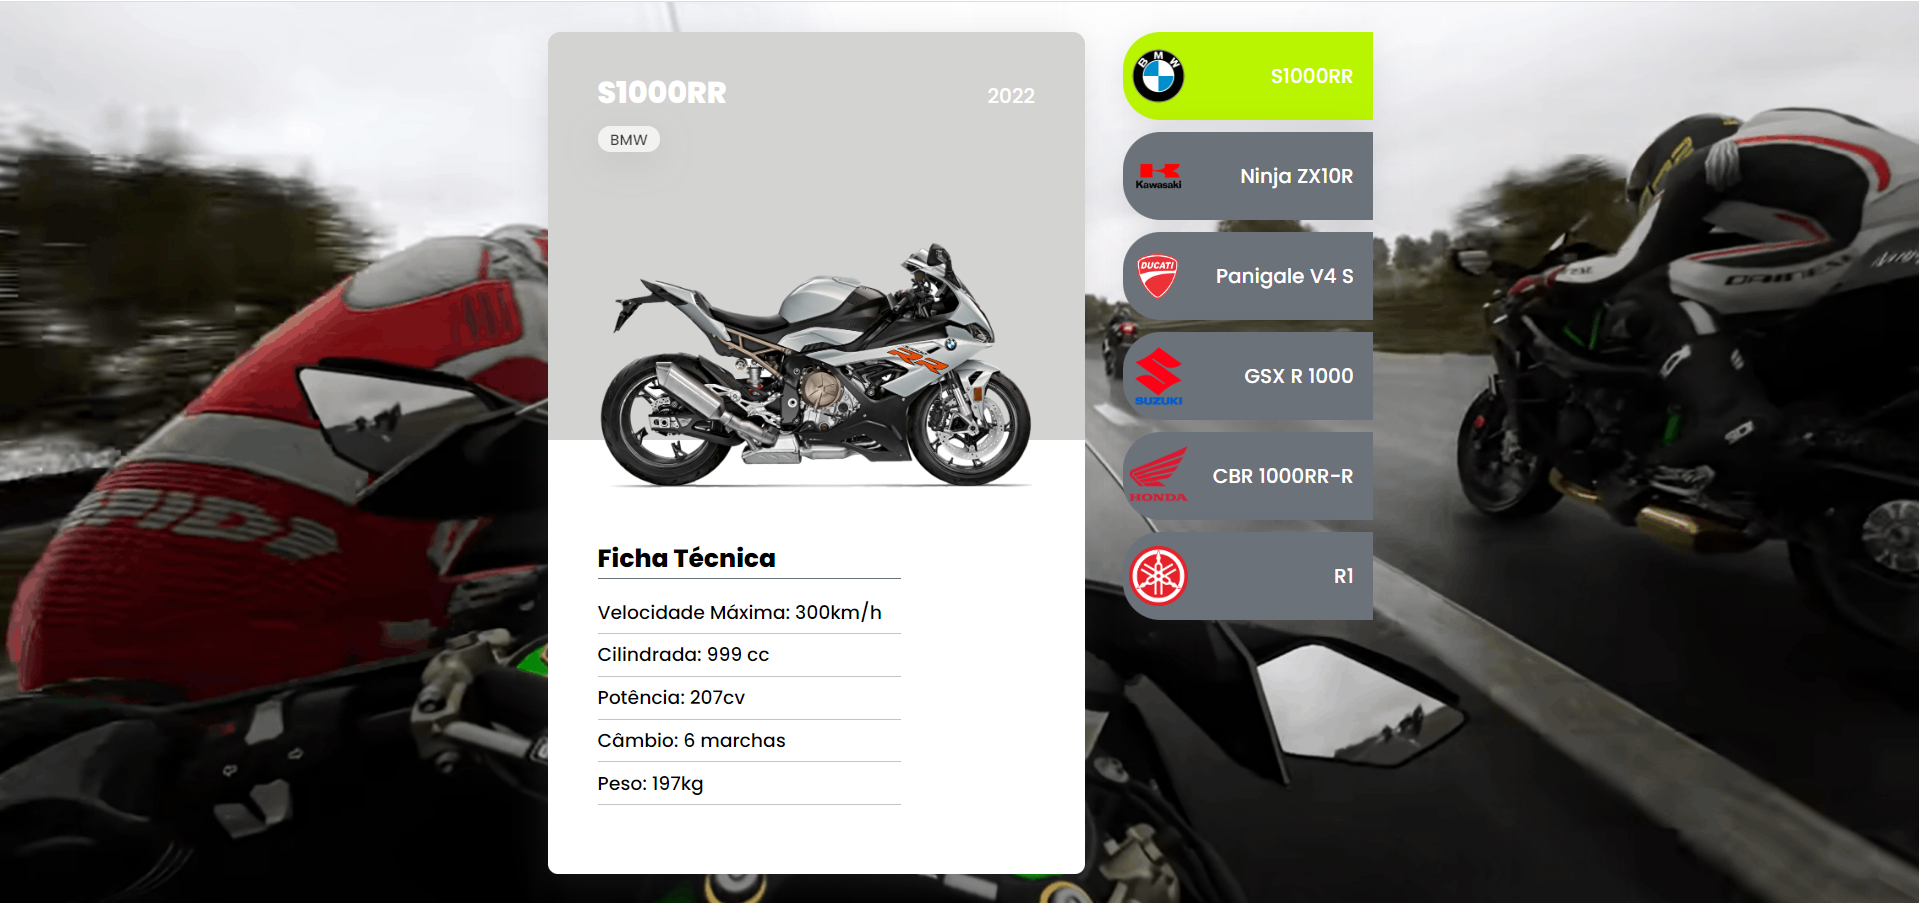 S1000RR
2022
BMW
RR
Ficha Técnica
Velocidade Máxima: 300km/h
Cilindrada: 999 cc
Potência: 207cv
Câmbio: 6 marchas
Peso: 197kg
BMW
S1000RR
Kawasaki
Ninja ZX10R
DUCATI
Panigale V4 S
SUZUKI
GSX R 1000
HONDA
CBR 1000RR-R
R1